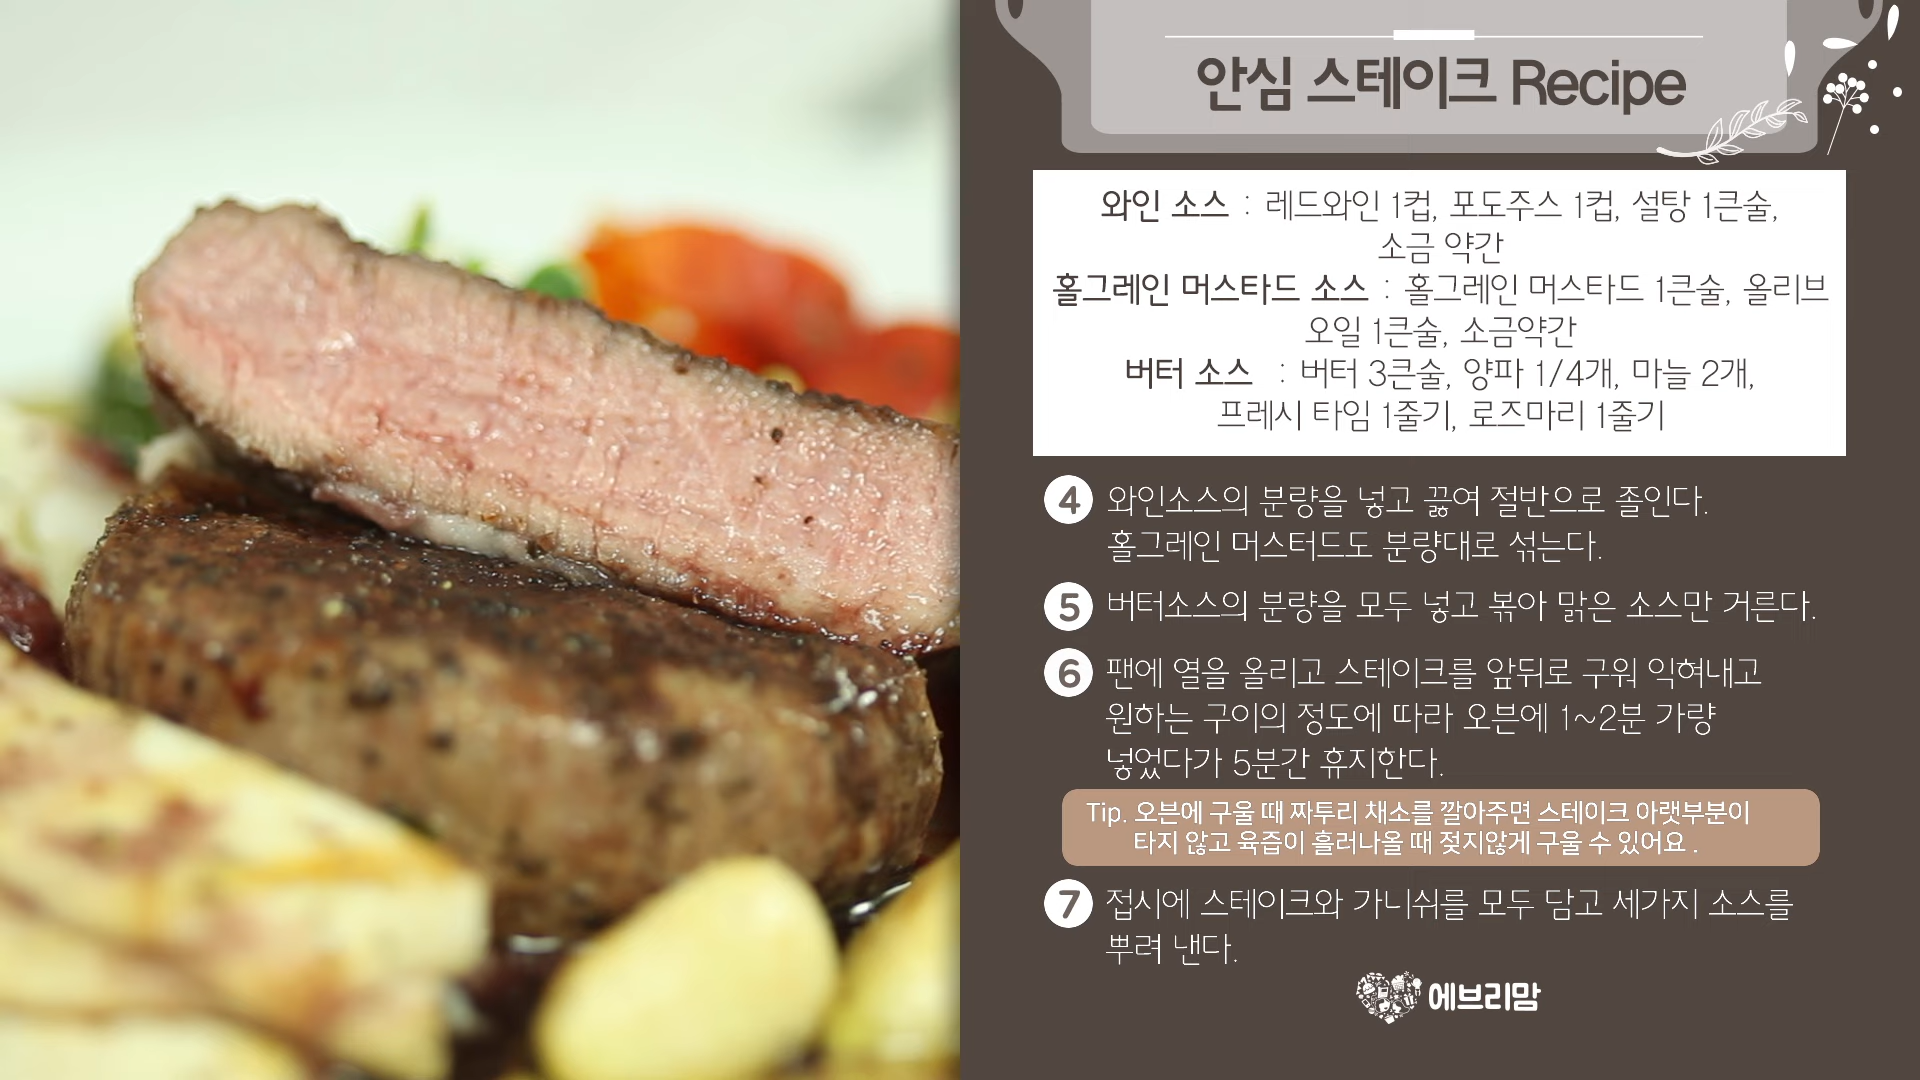 안심 스테이크 Recipe
와인 소스 : 레드와인 1컵, 포도주스 1컵, 설탕 1큰술,
소금 약간
홀그레인 머스타드 소스 : 홀그레인 머스타드 1큰술, 올리브
오일 1큰술, 소금약간
버터 소스 : 버터 3큰술, 양파 1/4개, 마늘 2개,
프레시 타임 1줄기, 로즈마리 1줄기
4 와인소스의 분량을 넣고 끓여 절반으로 졸인다.
홀그레인 머스터드도 분량대로 섞는다.
5 버터소스의 분량을 모두 넣고 볶아 맑은 소스만 거른다.
6 팬에 열을 올리고 스테이크를 앞뒤로 구워 익혀내고
원하는 구이의 정도에 따라 오븐에 1~2분 가량
넣었다가 5분간 휴지한다.
Tip. 오븐에 구울 때 짜투리 채소를 깔아주면 스테이크 아랫부분이
타지 않고 육즙이 흘러나올 때 젖지않게 구울 수 있어요 .
7 접시에 스테이크와 가니쉬를 모두 담고 세가지 소스를
뿌려 낸다.
에브리맘